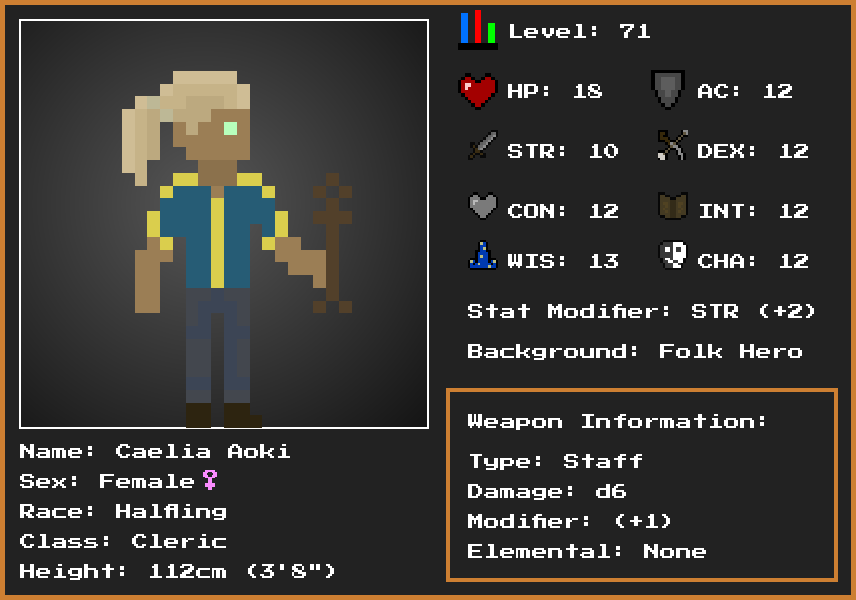 Level: 71
HP: 18
AC: 12
STR: 10
DEX: 12
CON: 12
INT: 12
WIS: 13
CHA: 12
Stat Modifier: STR (+2)
Background: Folk Hero
Weapon Information:
Type: Staff
Damage: d6
Modifier: (+1)
Elemental: None
Name: Caelia Aoki
Sex: Female♀
Race: Halfling
Class: Cleric
Height: 112cm (3'8")